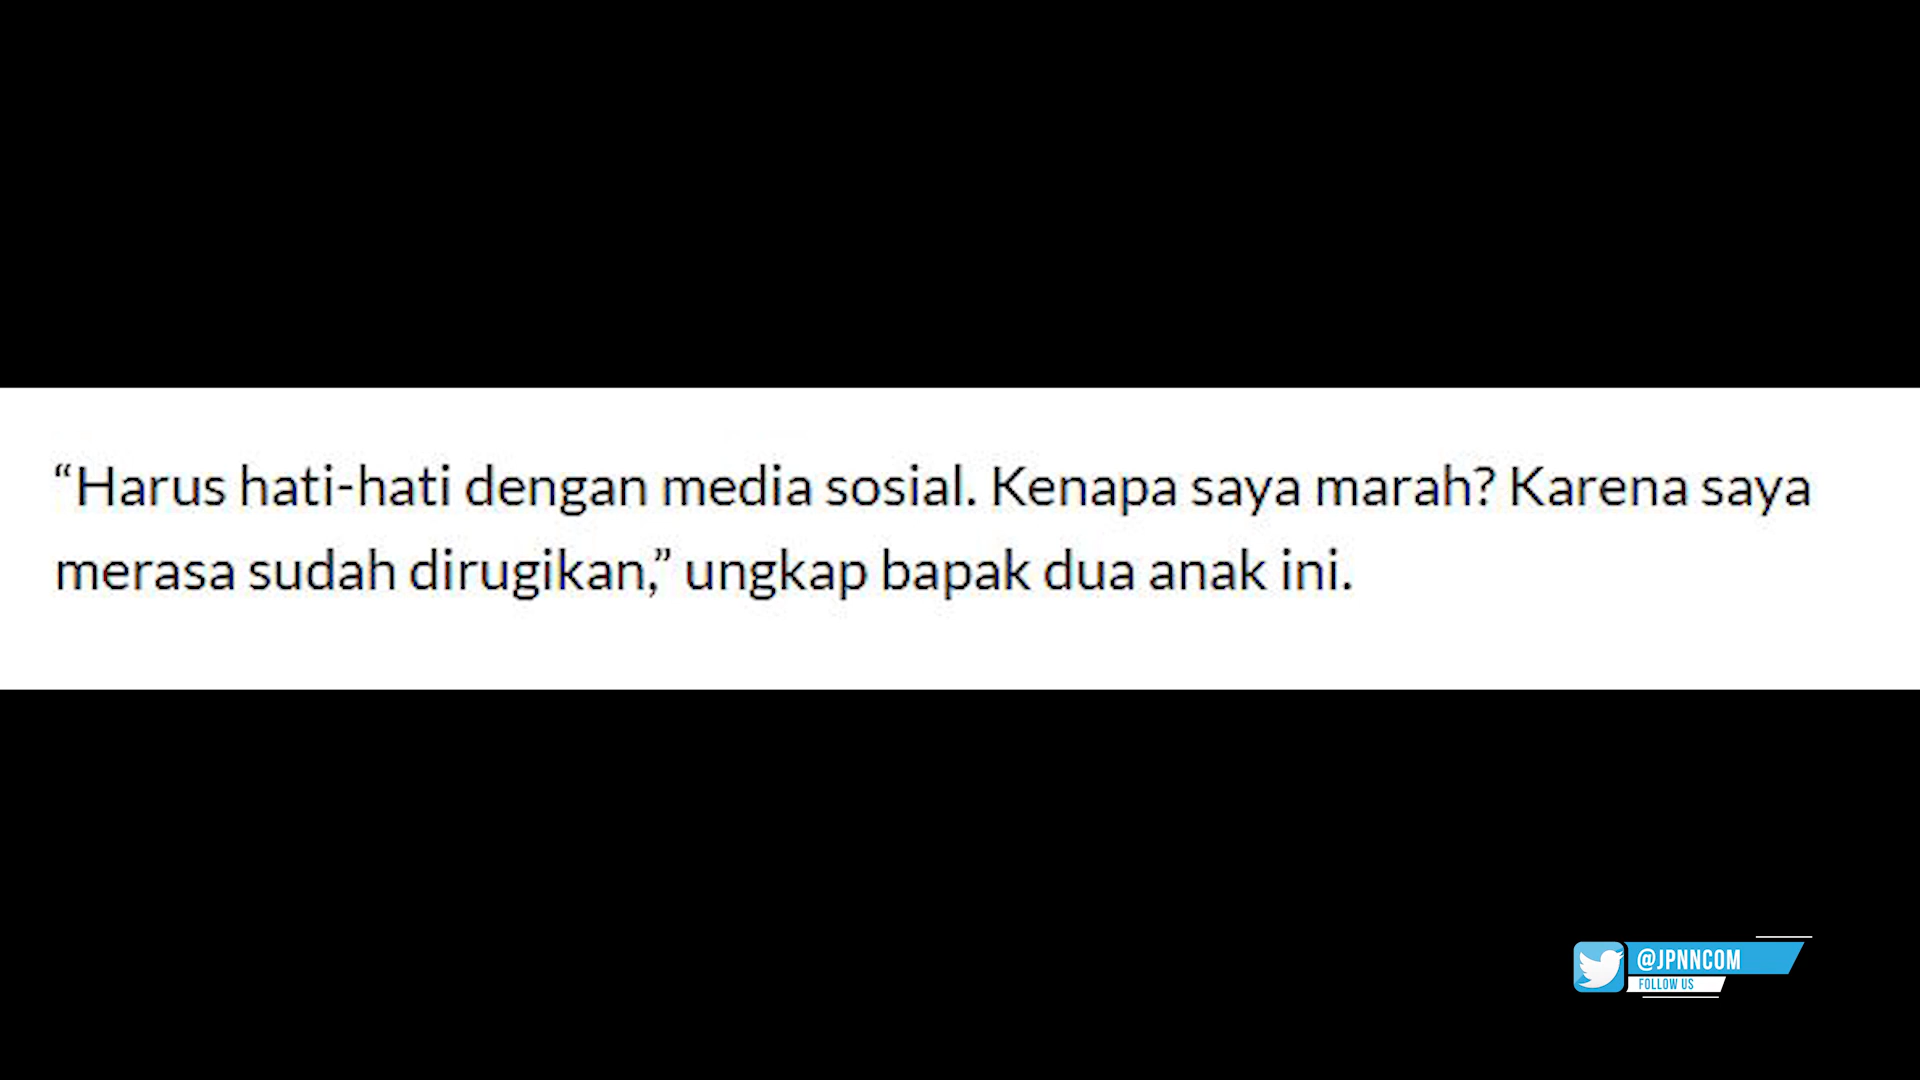 “Harus hati-hati dengan media sosial. Kenapa saya marah? Karena saya
merasa sudah dirugikan,” ungkap bapak dua anak ini.
@JPNNCOM
FOLLOW US